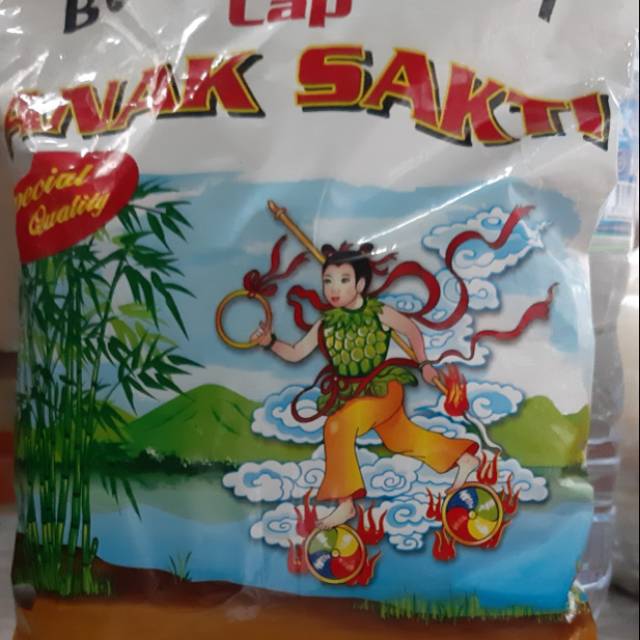 Cap
ANAK SAKTI
Special
Quality